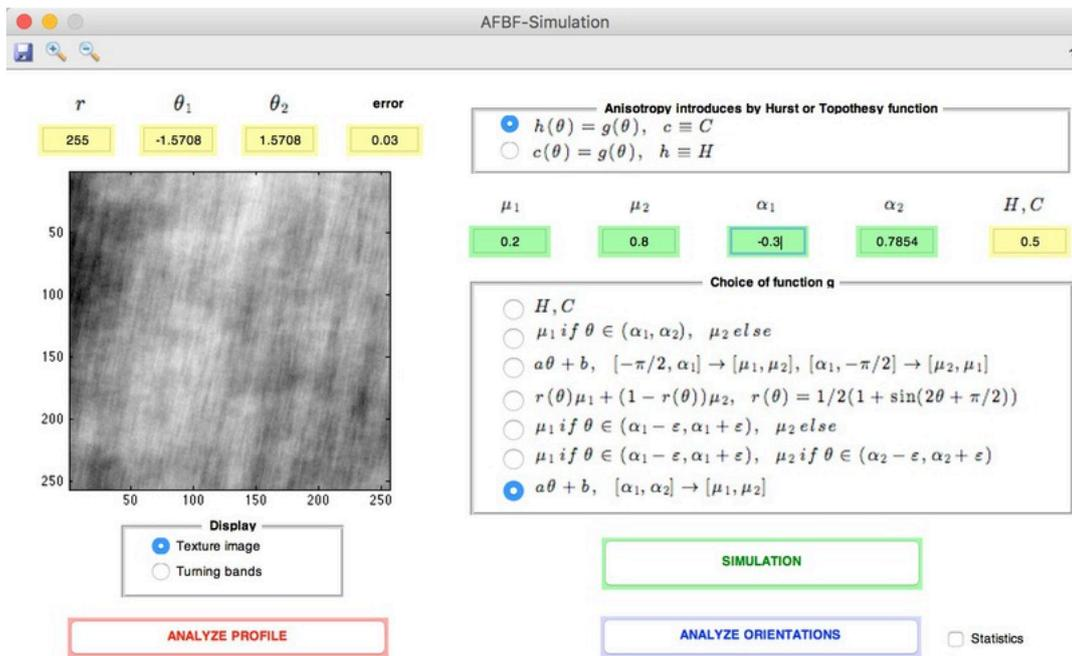 AFBF-Simulation
r θ₁ θ₂ error
255 -1.5708 1.5708 0.03
50
100
150
200
250
50 100 150 200 250
Display
Texture image
Turning bands
ANALYZE PROFILE
Anisotropy introduces by Hurst or Topothesy function
h(θ) = g(θ), c ≡ C
c(θ) = g(θ), h ≡ H
μ₁ μ₂ α₁ α₂ H, C
0.2 0.8 -0.3 0.7854 0.5
Choice of function g
H, C
μ₁ if θ ∈ (α₁, α₂), μ₂ else
aθ + b, [−π/2, α₁] → [μ₁, μ₂], [α₁, −π/2] → [μ₂, μ₁]
r(θ)μ₁ + (1 − r(θ))μ₂, r(θ) = 1/2(1 + sin(2θ + π/2))
μ₁ if θ ∈ (α₁ − ε, α₁ + ε), μ₂ else
μ₁ if θ ∈ (α₁ − ε, α₁ + ε), μ₂ if θ ∈ (α₂ − ε, α₂ + ε)
aθ + b, [α₁, α₂] → [μ₁, μ₂]
SIMULATION
ANALYZE ORIENTATIONS
Statistics